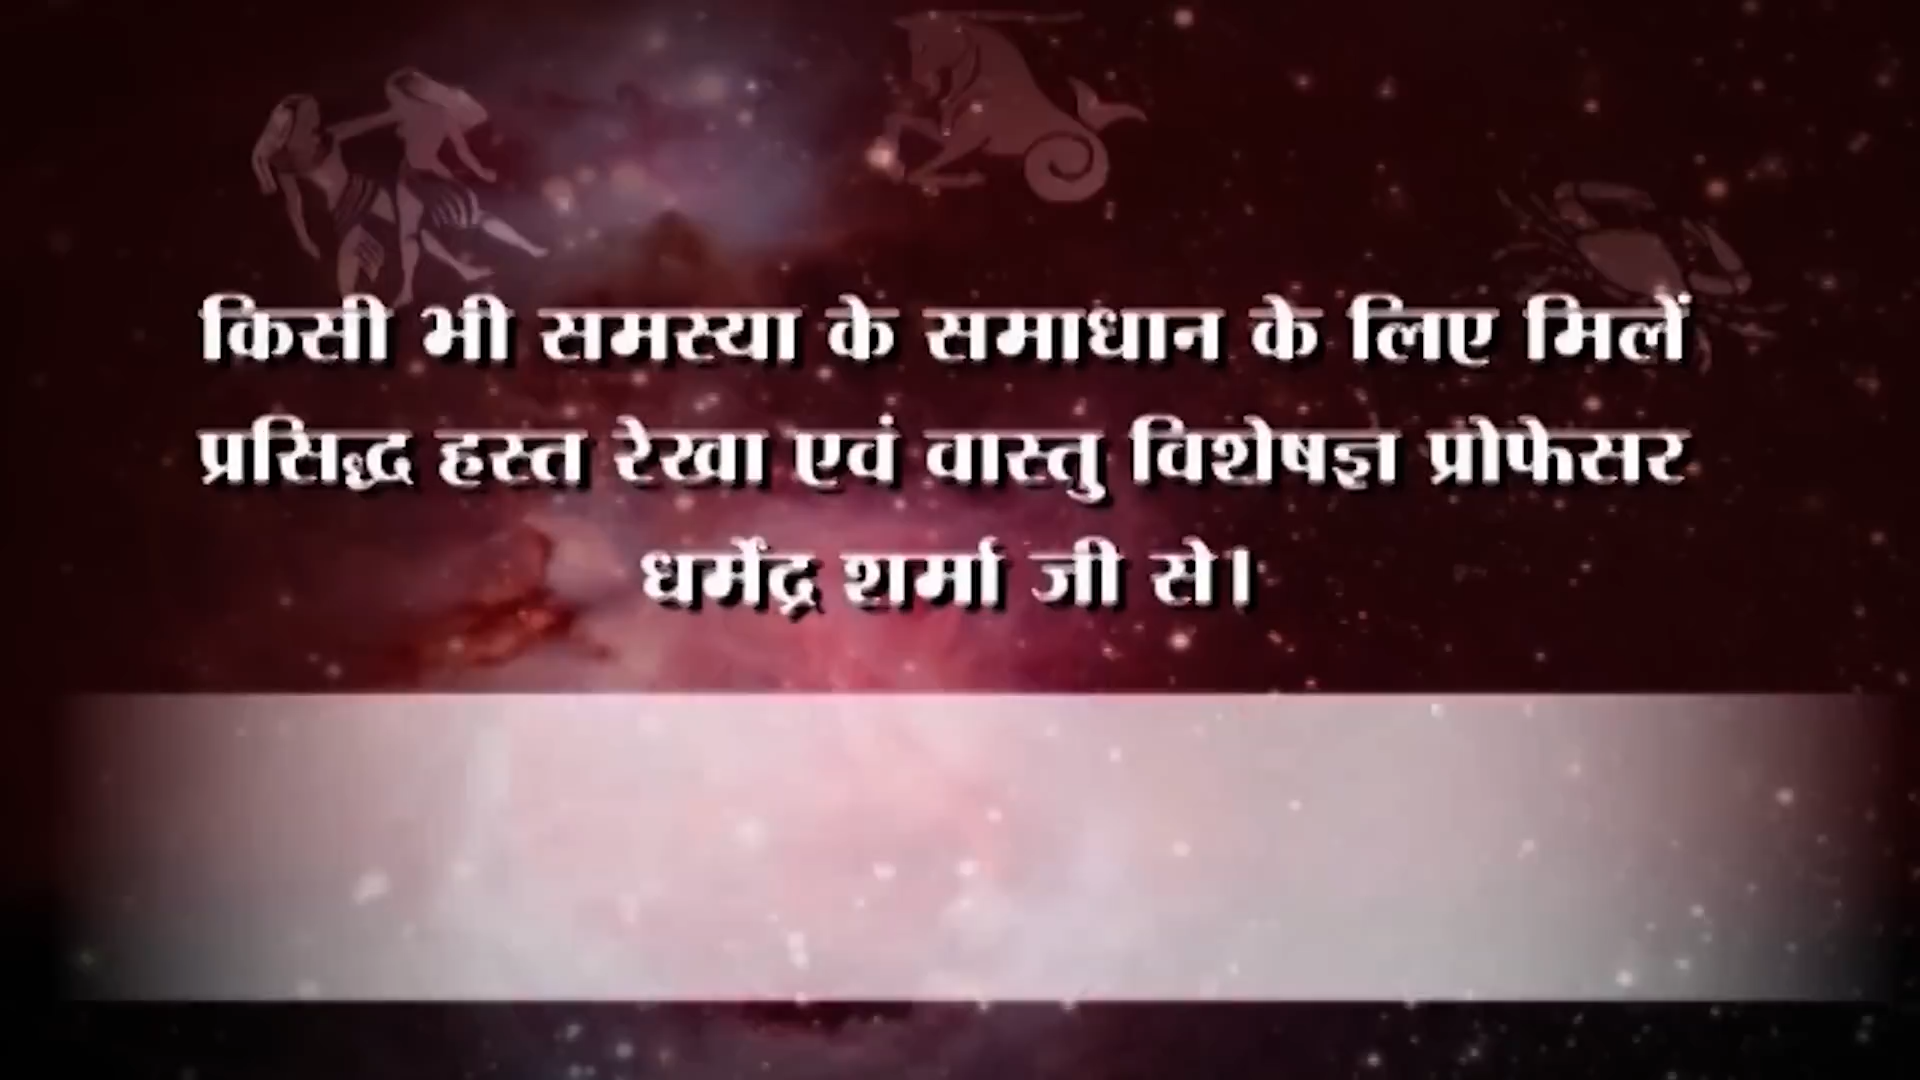 किसी भी समस्या के समाधान के लिए मिलें
प्रसिद्ध हस्त रेखा एवं वास्तु विशेषज्ञ प्रोफेसर
धर्मेंद्र शर्मा जी से।